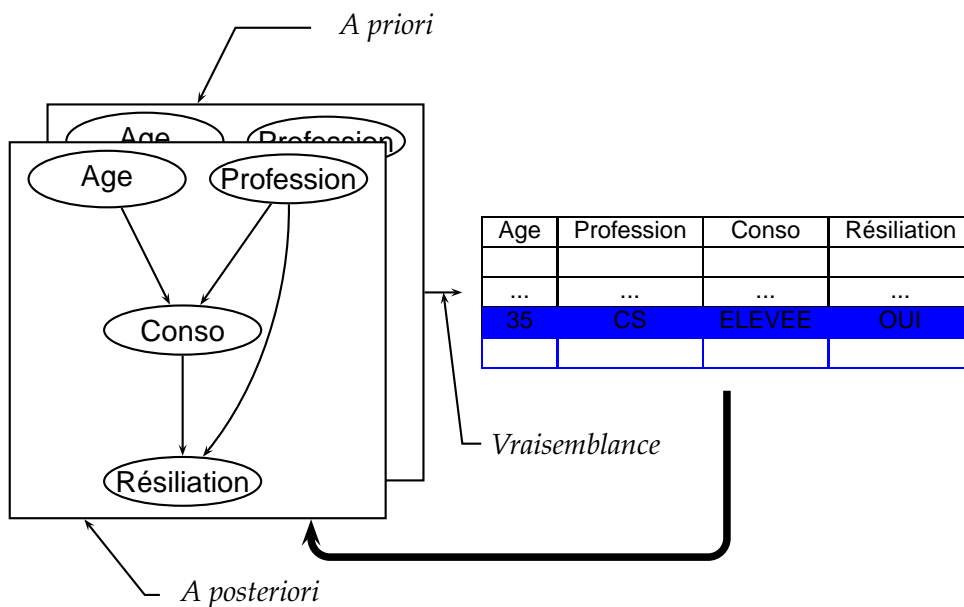 A priori
Age Profession
Age Profession
Age Profession Conso Résiliation
... ... ... ...
35 CS ELEVEE OUI
Conso
Vraisemblance
Résiliation
A posteriori